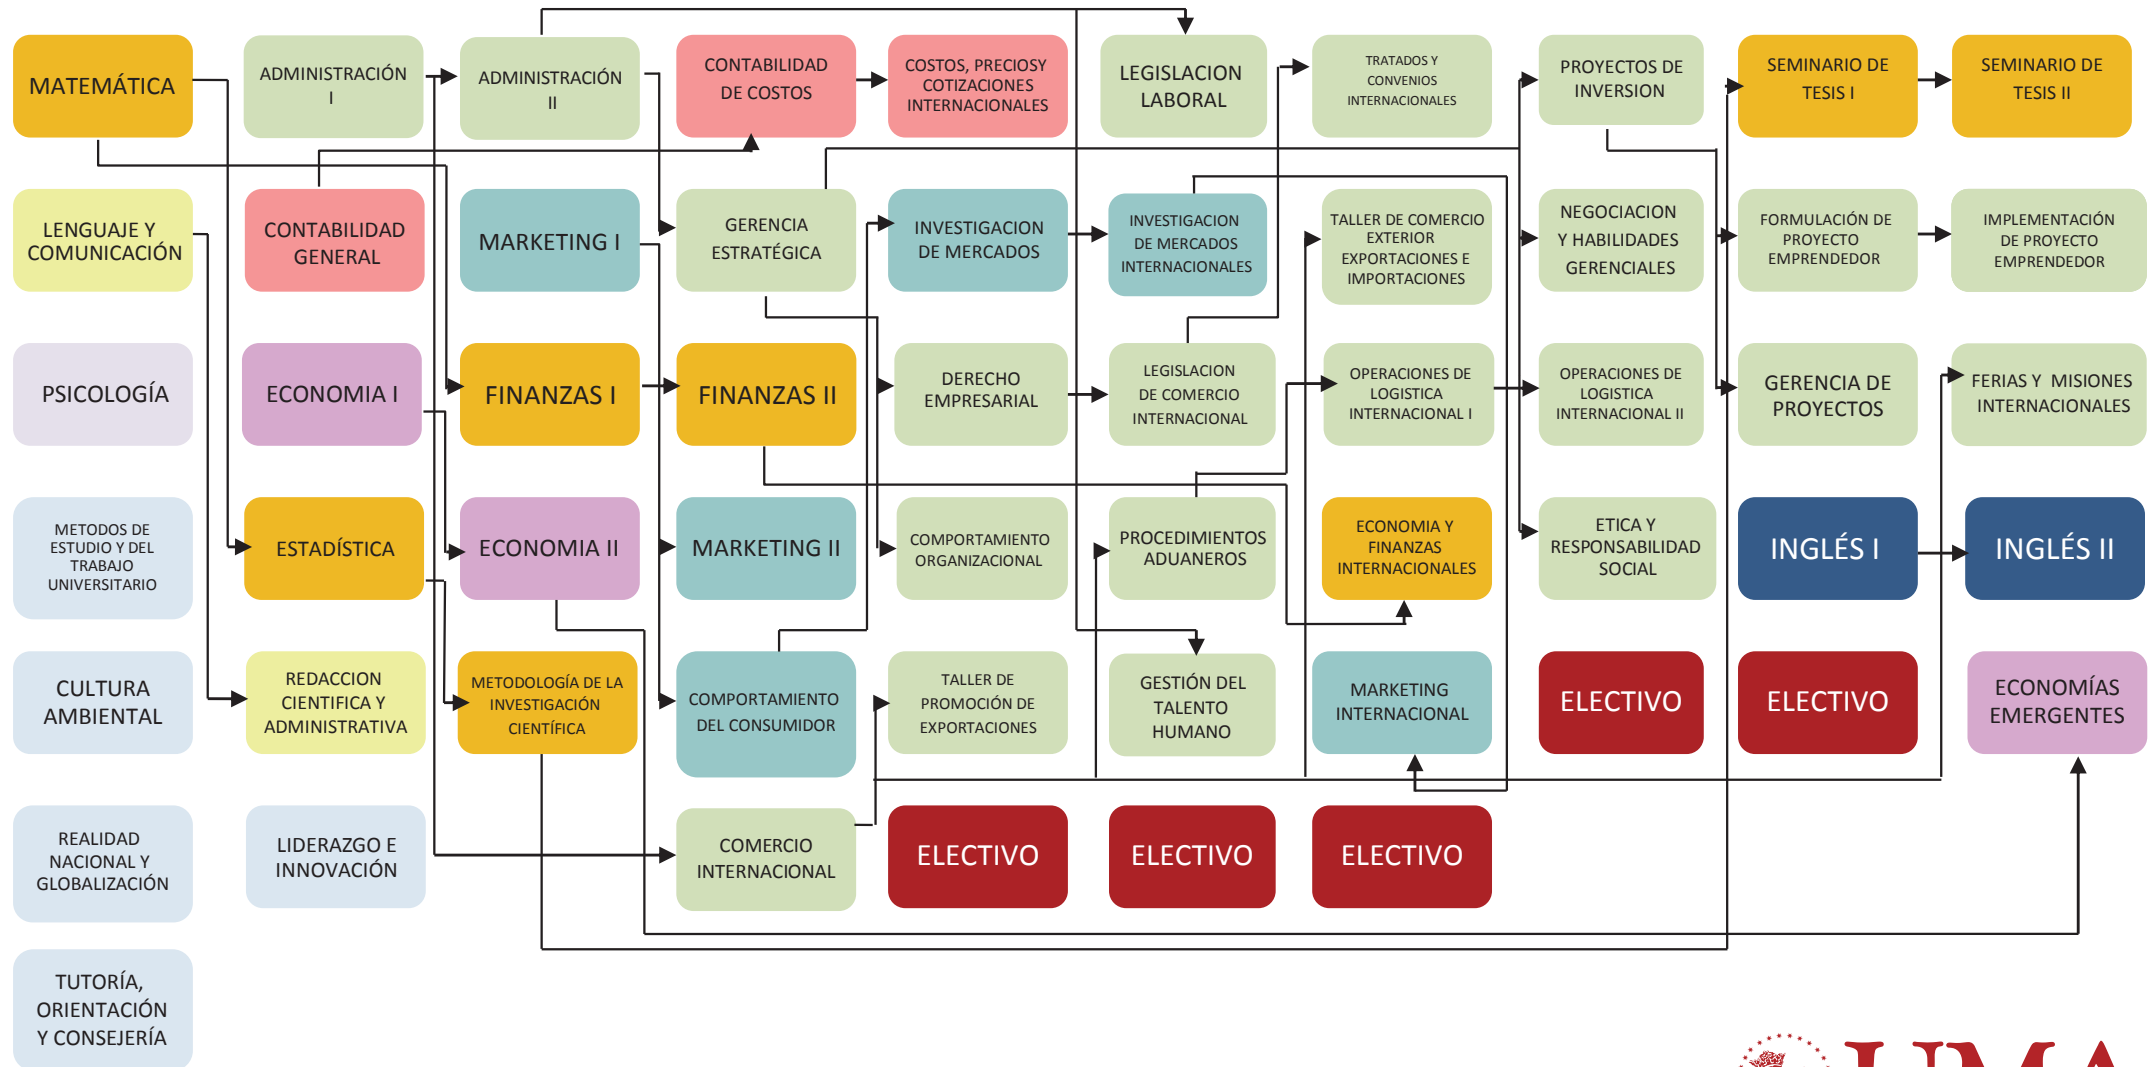 MATEMÁTICA
ADMINISTRACIÓN
I
ADMINISTRACIÓN
II
CONTABILIDAD
DE COSTOS
COSTOS, PRECIOSY
COTIZACIONES
INTERNACIONALES
LEGISLACION
LABORAL
TRATADOS Y
CONVENIOS
INTERNACIONALES
PROYECTOS DE
INVERSION
SEMINARIO DE
TESIS I
SEMINARIO DE
TESIS II
LENGUAJE Y
COMUNICACIÓN
CONTABILIDAD
GENERAL
MARKETING I
GERENCIA
ESTRATÉGICA
INVESTIGACION
DE MERCADOS
INVESTIGACION
DE MERCADOS
INTERNACIONALES
TALLER DE COMERCIO
EXTERIOR
EXPORTACIONES E
IMPORTACIONES
NEGOCIACION
Y HABILIDADES
GERENCIALES
FORMULACIÓN DE
PROYECTO
EMPRENDEDOR
IMPLEMENTACIÓN
DE PROYECTO
EMPRENDEDOR
PSICOLOGÍA
ECONOMIA I
FINANZAS I
FINANZAS II
DERECHO
EMPRESARIAL
LEGISLACION
DE COMERCIO
INTERNACIONAL
OPERACIONES DE
LOGISTICA
INTERNACIONAL I
OPERACIONES DE
LOGISTICA
INTERNACIONAL II
GERENCIA DE
PROYECTOS
FERIAS Y MISIONES
INTERNACIONALES
METODOS DE
ESTUDIO Y DEL
TRABAJO
UNIVERSITARIO
ESTADÍSTICA
ECONOMIA II
MARKETING II
COMPORTAMIENTO
ORGANIZACIONAL
PROCEDIMIENTOS
ADUANEROS
ECONOMIA Y
FINANZAS
INTERNACIONALES
ETICA Y
RESPONSABILIDAD
SOCIAL
INGLÉS I
INGLÉS II
CULTURA
AMBIENTAL
REDACCION
CIENTIFICA Y
ADMINISTRATIVA
METODOLOGÍA DE LA
INVESTIGACIÓN
CIENTÍFICA
COMPORTAMIENTO
DEL CONSUMIDOR
TALLER DE
PROMOCIÓN DE
EXPORTACIONES
GESTIÓN DEL
TALENTO
HUMANO
MARKETING
INTERNACIONAL
ELECTIVO
ELECTIVO
ECONOMÍAS
EMERGENTES
REALIDAD
NACIONAL Y
GLOBALIZACIÓN
LIDERAZGO E
INNOVACIÓN
COMERCIO
INTERNACIONAL
ELECTIVO
ELECTIVO
ELECTIVO
TUTORÍA,
ORIENTACIÓN
Y CONSEJERÍA
UMA